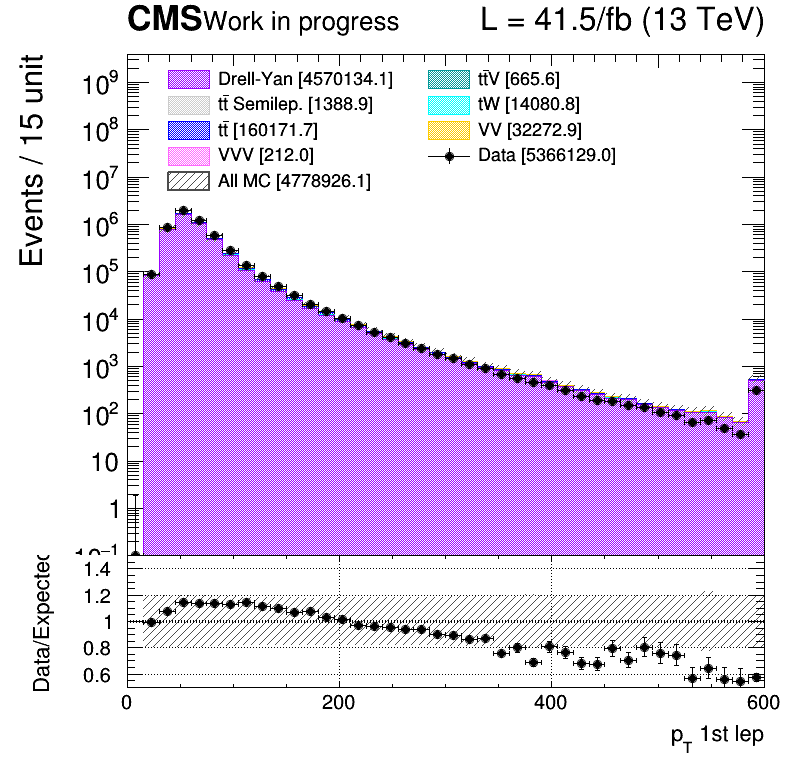 CMS Work in progress L = 41.5/fb (13 TeV)
Events / 15 unit
Drell-Yan [4570134.1]
tt̄ Semilep. [1388.9]
tt̄ [160171.7]
VVV [212.0]
All MC [4778926.1]
tt̄V [665.6]
tW [14080.8]
VV [32272.9]
Data [5366129.0]
10⁹
10⁸
10⁷
10⁶
10⁵
10⁴
10³
10²
10
1
10⁻¹
Data/Expected
1.4
1.2
1
0.8
0.6
0 200 400 600
p_T 1st lep